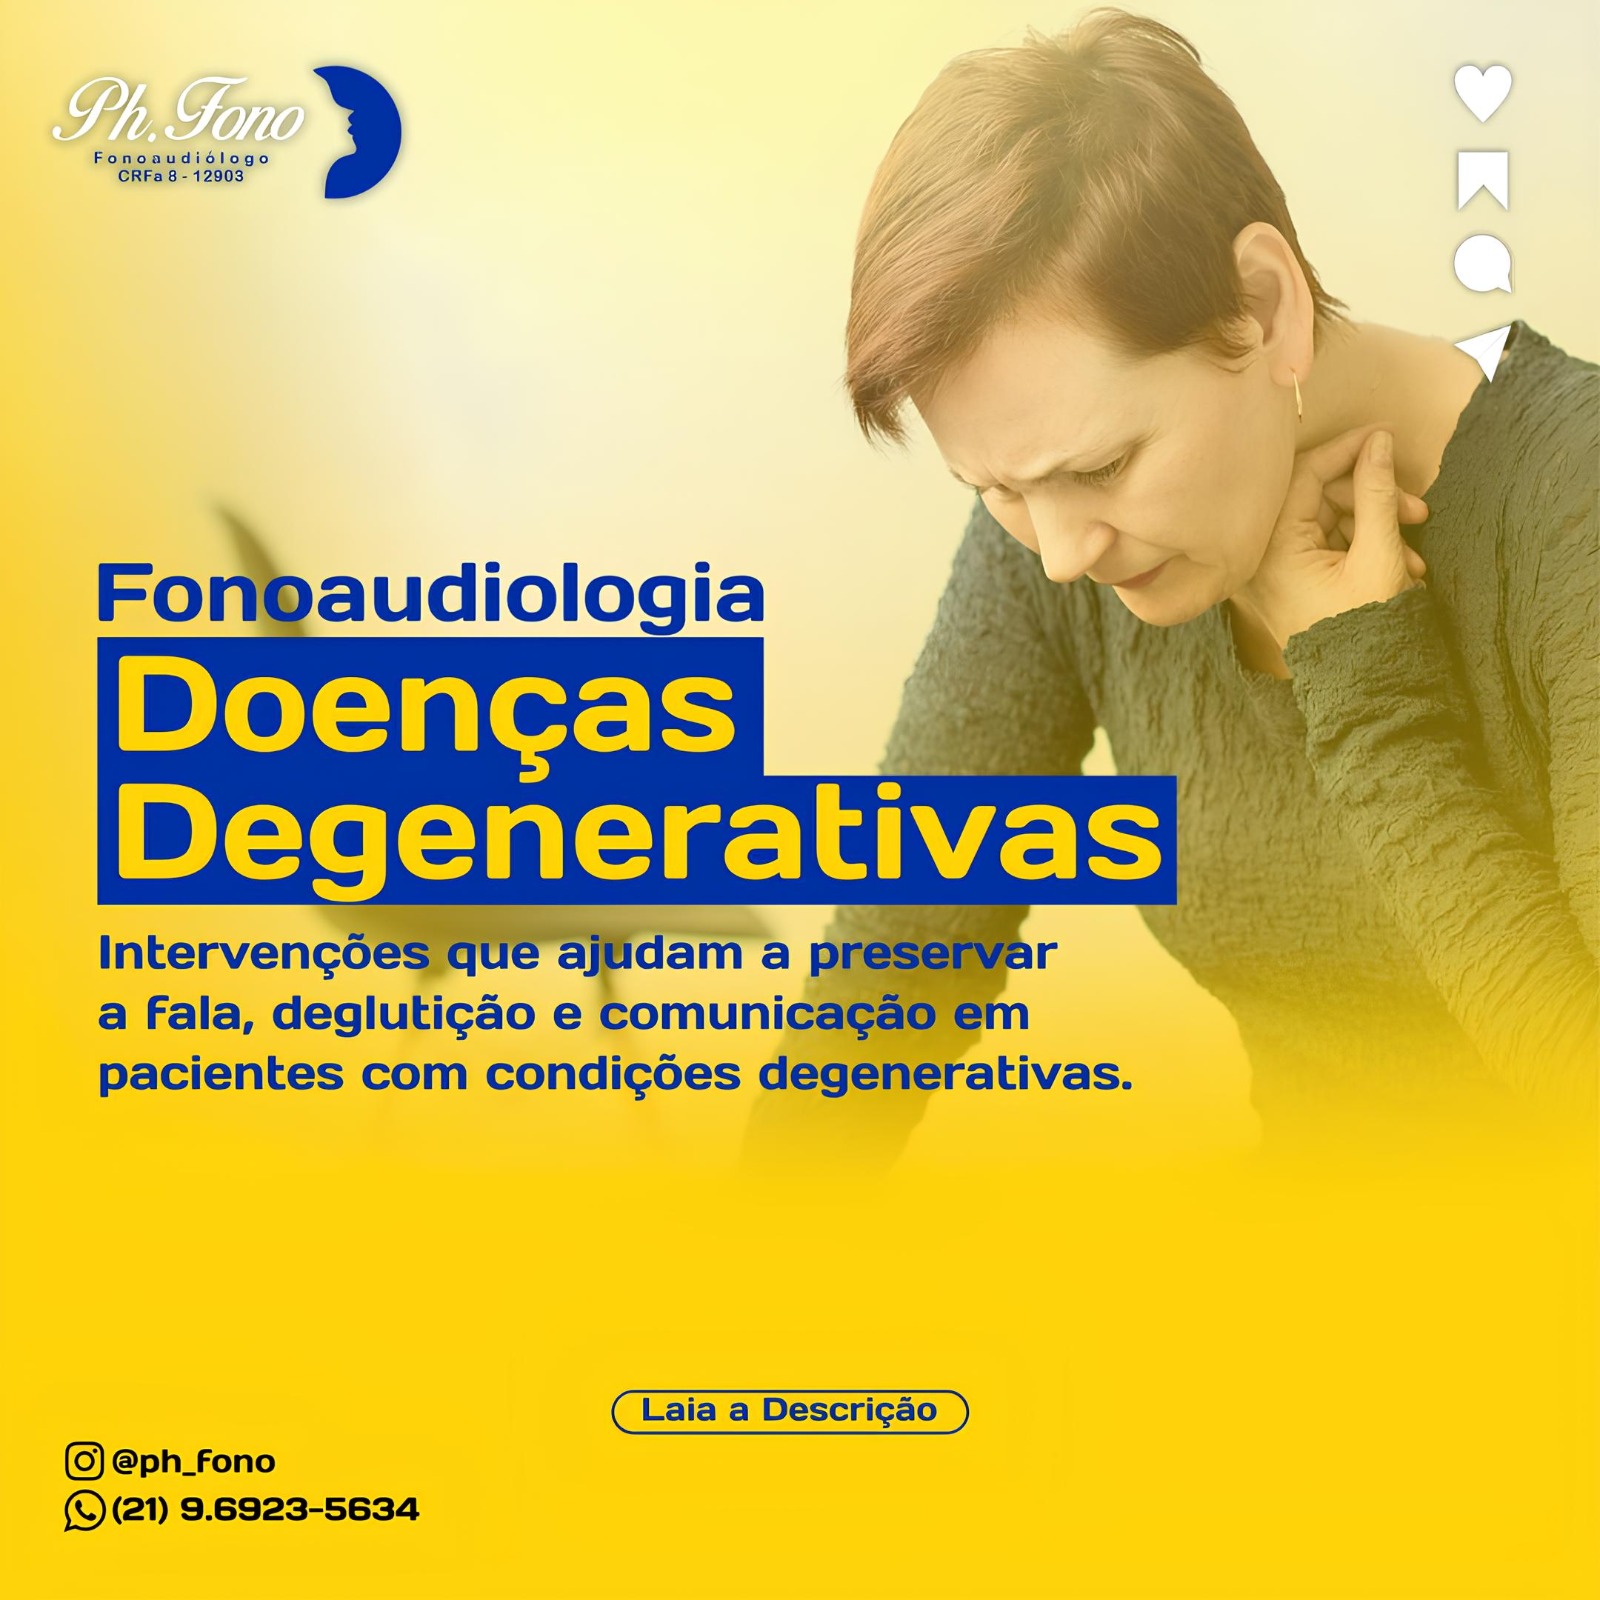 Ph. Fono
Fonoaudiólogo
CRFa 8 - 12903
Fonoaudiologia
Doenças
Degenerativas
Intervenções que ajudam a preservar
a fala, deglutição e comunicação em
pacientes com condições degenerativas.
Laia a Descrição
@ph_fono
(21) 9.6923-5634